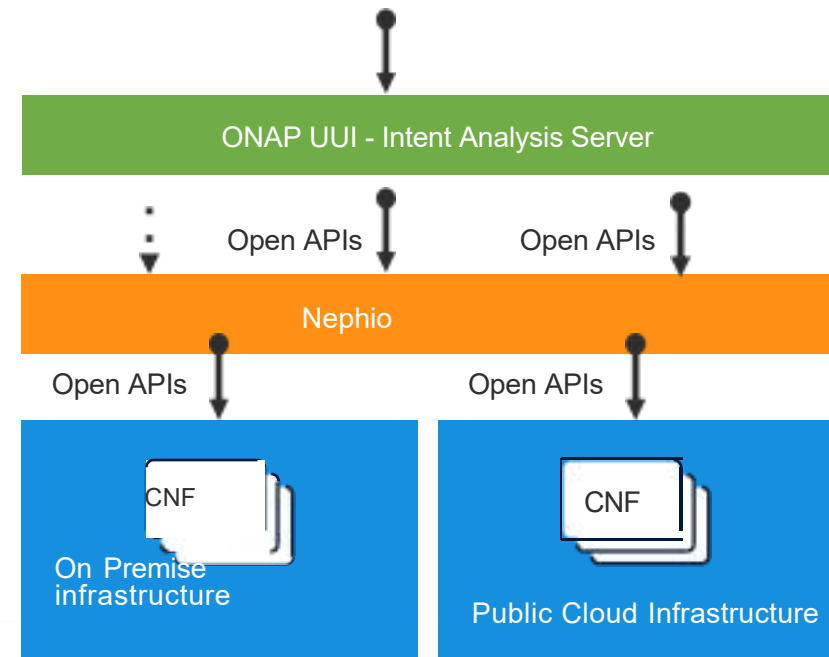 ONAP UUI - Intent Analysis Server
Open APIs
Open APIs
Nephio
Open APIs
Open APIs
CNF
On Premise
infrastructure
CNF
Public Cloud Infrastructure